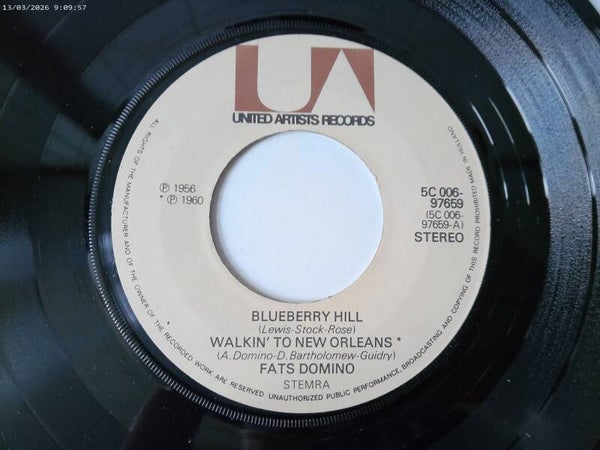 13/03/2026 9:09:57
UA
UNITED ARTISTS RECORDS
ALL RIGHTS OF THE MANUFACTURER AND OF THE OWNER OF THE RECORDED WORK ARE RESERVED UNAUTHORIZED PUBLIC PERFORMANCE, BROADCASTING AND COPYING OF THIS RECORD PROHIBITED MADE IN HOLLAND
℗ 1956
* ℗ 1960
5C 006-
97659
(5C 006-
97659-A)
STEREO
BLUEBERRY HILL
(Lewis-Stock-Rose)
WALKIN' TO NEW ORLEANS *
(A. Domino-D. Bartholomew-Guidry)
FATS DOMINO
STEMRA